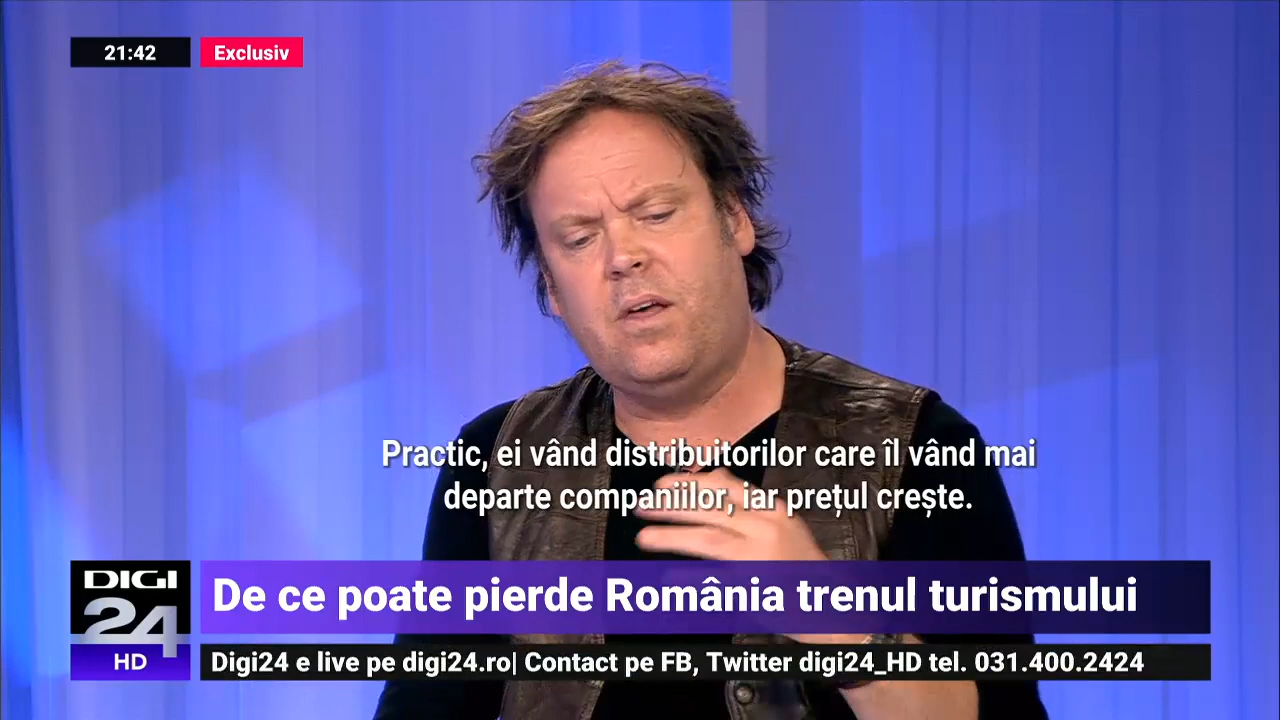 21:42 Exclusiv
Practic, ei vând distribuitorilor care îl vând mai
departe companiilor, iar prețul crește.
DIGI
24
HD
De ce poate pierde România trenul turismului
Digi24 e live pe digi24.ro| Contact pe FB, Twitter digi24_HD tel. 031.400.2424